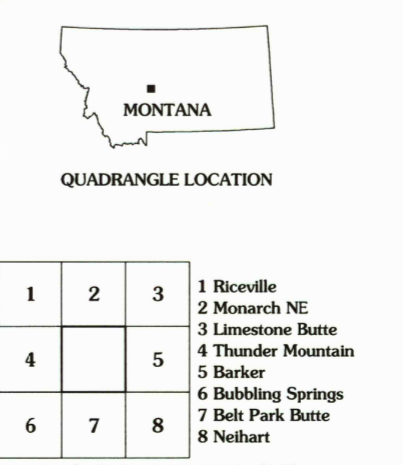 MONTANA
QUADRANGLE LOCATION
1 2 3
4 5
6 7 8
1 Riceville
2 Monarch NE
3 Limestone Butte
4 Thunder Mountain
5 Barker
6 Bubbling Springs
7 Belt Park Butte
8 Neihart